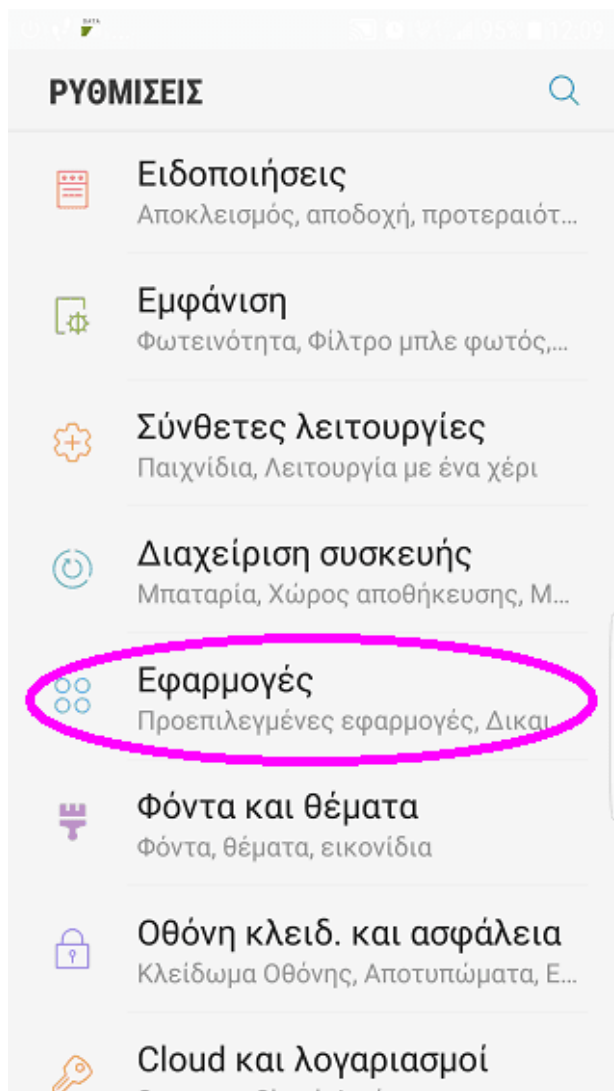 DATA
ΡΥΘΜΙΣΕΙΣ
Ειδοποιήσεις
Αποκλεισμός, αποδοχή, προτεραιότ...
Εμφάνιση
Φωτεινότητα, Φίλτρο μπλε φωτός,...
Σύνθετες λειτουργίες
Παιχνίδια, Λειτουργία με ένα χέρι
Διαχείριση συσκευής
Μπαταρία, Χώρος αποθήκευσης, Μ...
Εφαρμογές
Προεπιλεγμένες εφαρμογές, Δικαι
Φόντα και θέματα
Φόντα, θέματα, εικονίδια
Οθόνη κλειδ. και ασφάλεια
Κλείδωμα Οθόνης, Αποτυπώματα, Ε...
Cloud και λογαριασμοί